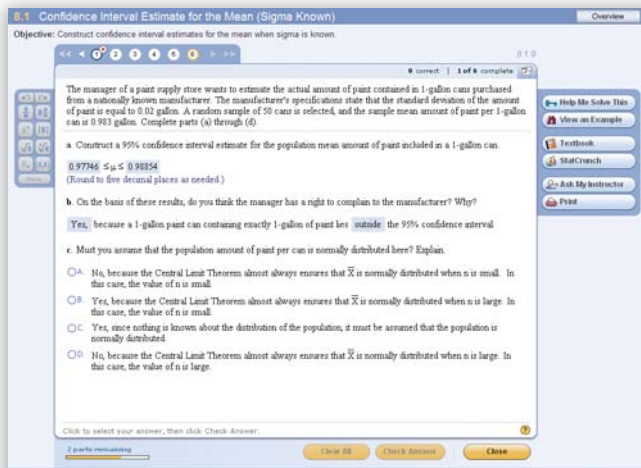 8.1 Confidence Interval Estimate for the Mean (Sigma Known)
Overview
Objective: Construct confidence interval estimates for the mean when sigma is known.
<< < 1 2 3 4 5 6 > >>
8.1.9
0 correct | 1 of 6 complete
The manager of a paint supply store wants to estimate the actual amount of paint contained in 1-gallon cans purchased
from a nationally known manufacturer. The manufacturer's specifications state that the standard deviation of the amount
of paint is equal to 0.02 gallon. A random sample of 50 cans is selected, and the sample mean amount of paint per 1-gallon
can is 0.983 gallon. Complete parts (a) through (d).
a. Construct a 95% confidence interval estimate for the population mean amount of paint included in a 1-gallon can.
0.97746 ≤ μ ≤ 0.98854
(Round to five decimal places as needed.)
b. On the basis of these results, do you think the manager has a right to complain to the manufacturer? Why?
Yes, because a 1-gallon paint can containing exactly 1-gallon of paint lies outside the 95% confidence interval.
c. Must you assume that the population amount of paint per can is normally distributed here? Explain.
A. No, because the Central Limit Theorem almost always ensures that X̅ is normally distributed when n is small. In
this case, the value of n is small.
B. Yes, because the Central Limit Theorem almost always ensures that X̅ is normally distributed when n is large. In
this case, the value of n is small.
C. Yes, since nothing is known about the distribution of the population, it must be assumed that the population is
normally distributed.
D. No, because the Central Limit Theorem almost always ensures that X̅ is normally distributed when n is large. In
this case, the value of n is large.
Click to select your answer, then click Check Answer.
2 parts remaining
Clear All
Check Answer
Close
Help Me Solve This
View an Example
Textbook
StatCrunch
Ask My Instructor
Print